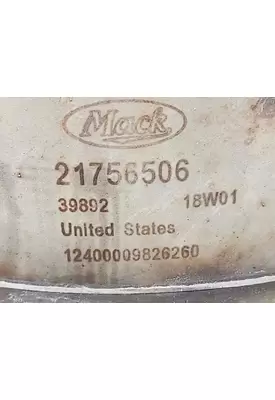 Mack
21756506
39892 18W01
United States
12400009826260